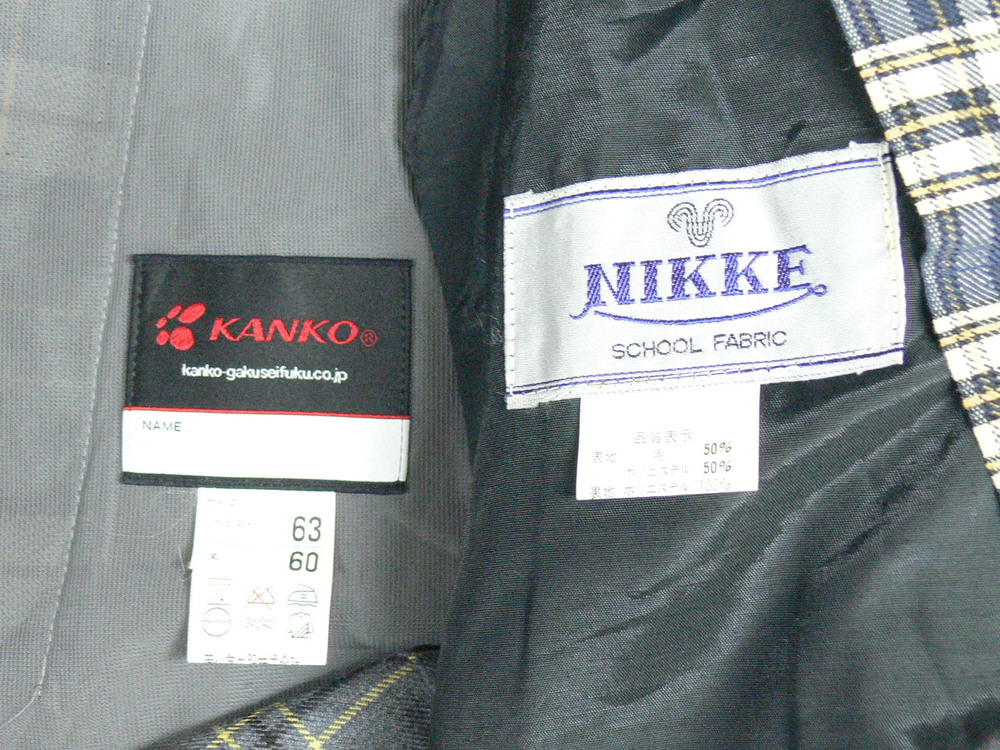 KANKO®
kanko-gakuseifuku.co.jp
NAME
63
60
NIKKE
SCHOOL FABRIC
品質表示
表地 毛 50%
ポリエステル 50%
裏地 ポリエステル 100%